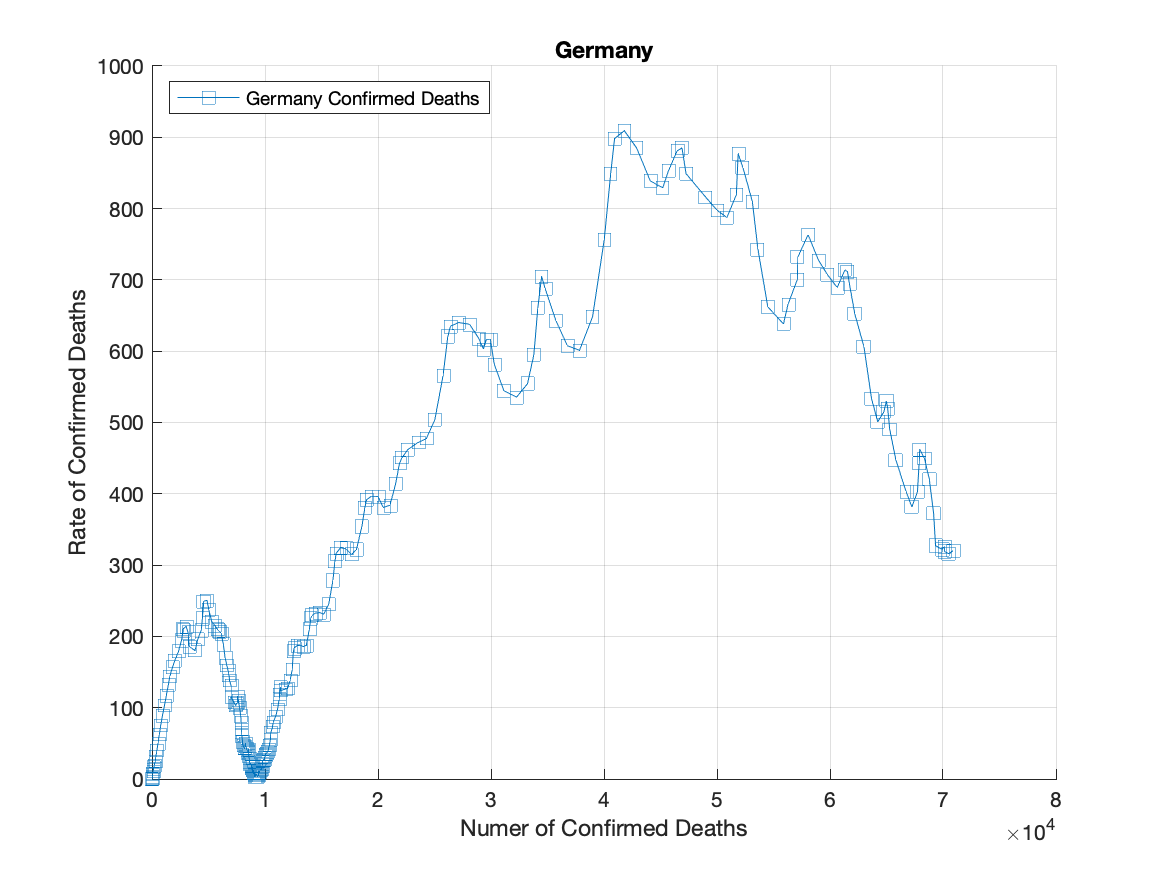 Germany
Germany Confirmed Deaths
1000
900
800
700
600
500
400
300
200
100
0
Rate of Confirmed Deaths
0 1 2 3 4 5 6 7 8
×10^4
Numer of Confirmed Deaths